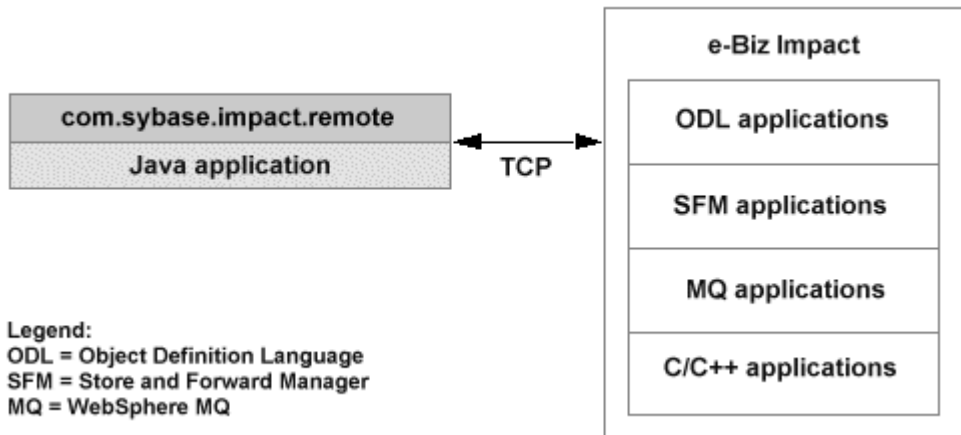 e-Biz Impact
com.sybase.impact.remote
Java application
TCP
ODL applications
SFM applications
MQ applications
C/C++ applications
Legend:
ODL = Object Definition Language
SFM = Store and Forward Manager
MQ = WebSphere MQ